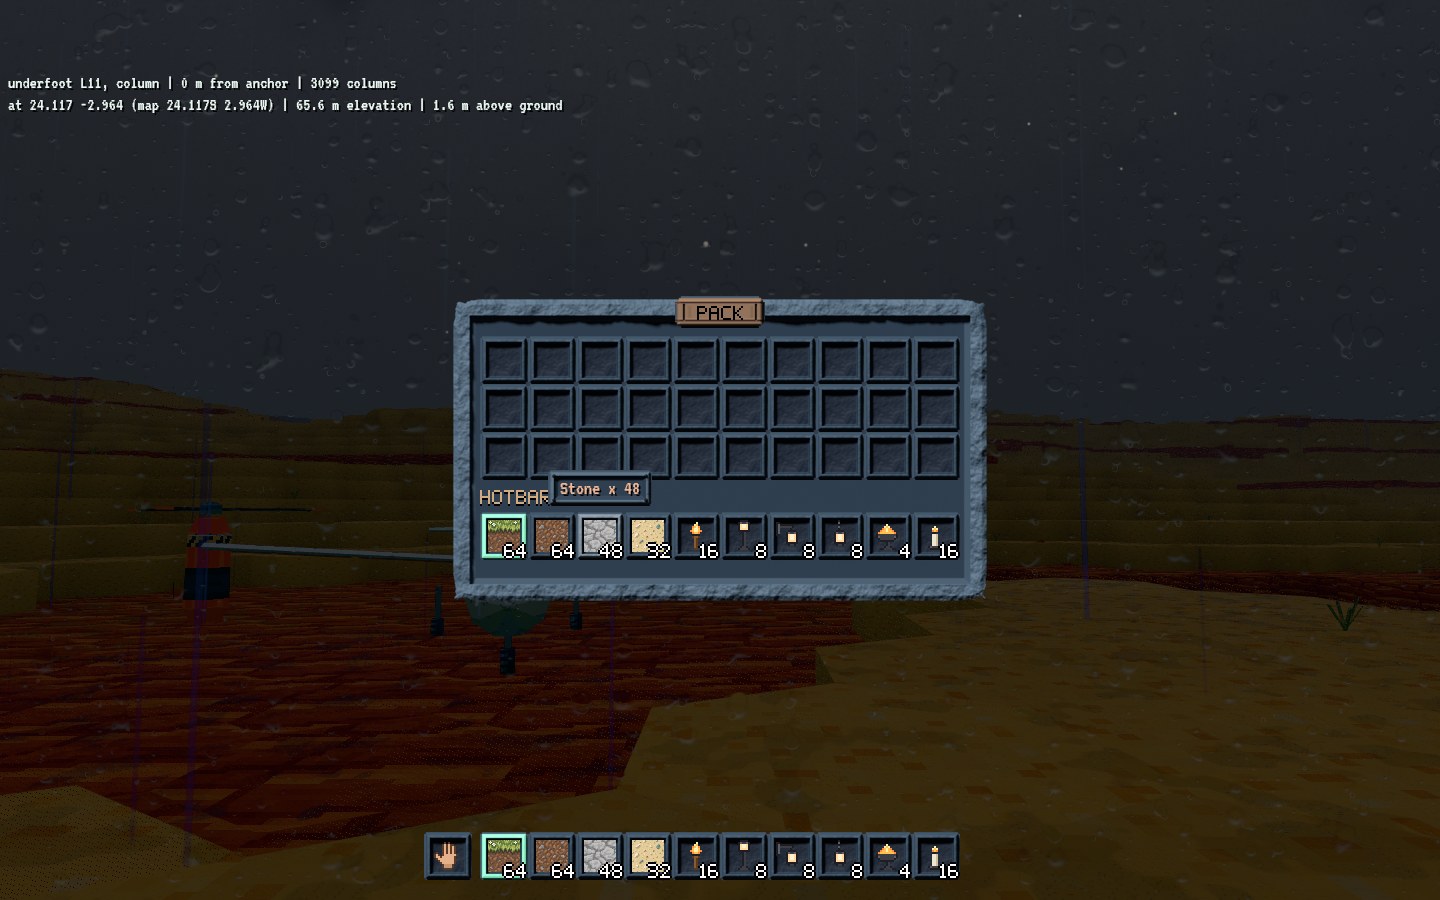 underfoot L11, column | 0 m from anchor | 3099 columns
at 24.117 -2.964 (map 24.117S 2.964W) | 65.6 m elevation | 1.6 m above ground
PACK
Stone x 48
HOTBAR
64 64 48 32 16 8 8 8 4 16
64 64 48 32 16 8 8 8 4 16